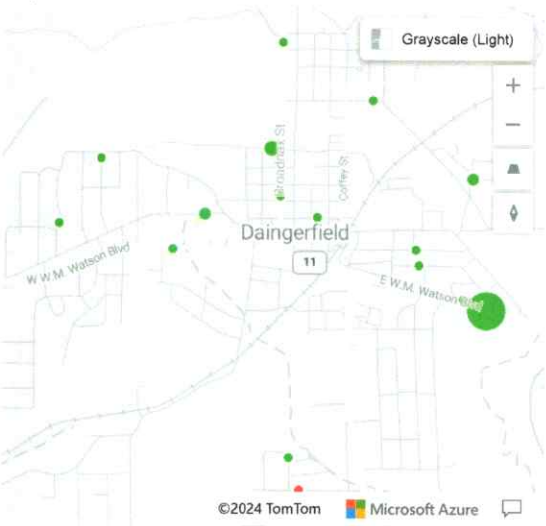 Grayscale (Light)
Broadnax St
Coffey St
Daingerfield
11
W W.M. Watson Blvd
E W.M. Watson Blvd
©2024 TomTom
Microsoft Azure